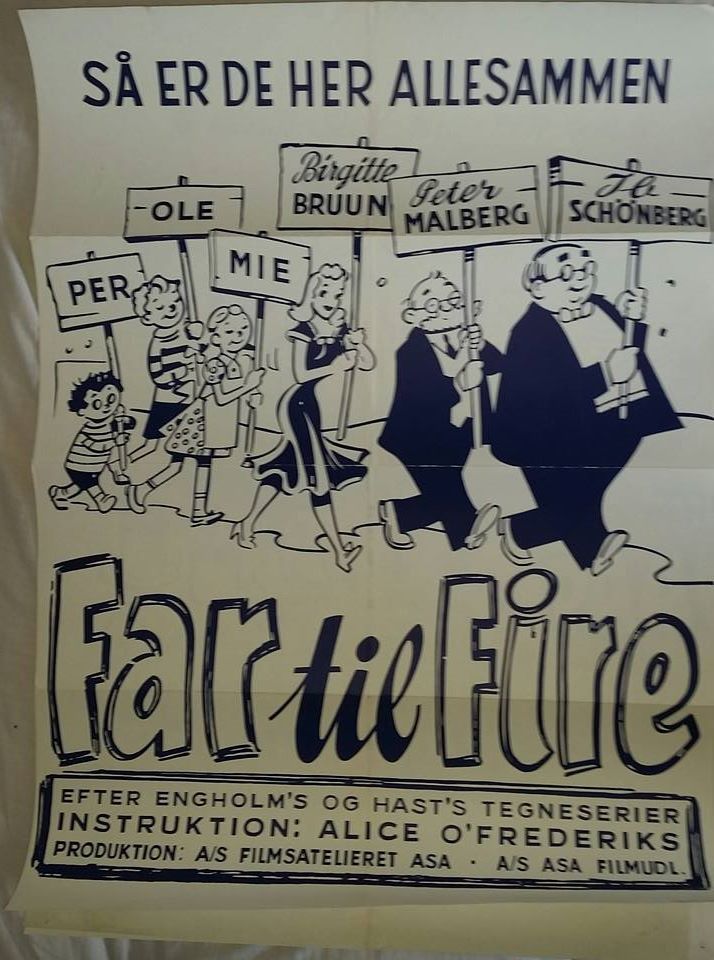 SÅ ER DE HER ALLESAMMEN
PER
OLE
MIE
Birgitte
BRUUN
Peter
MALBERG
Ib
SCHÖNBERG
Far til Fire
EFTER ENGHOLM'S OG HAST'S TEGNESERIER
INSTRUKTION: ALICE O'FREDERIKS
PRODUKTION: A/S FILMSATELIERET ASA · A/S ASA FILMUDL.